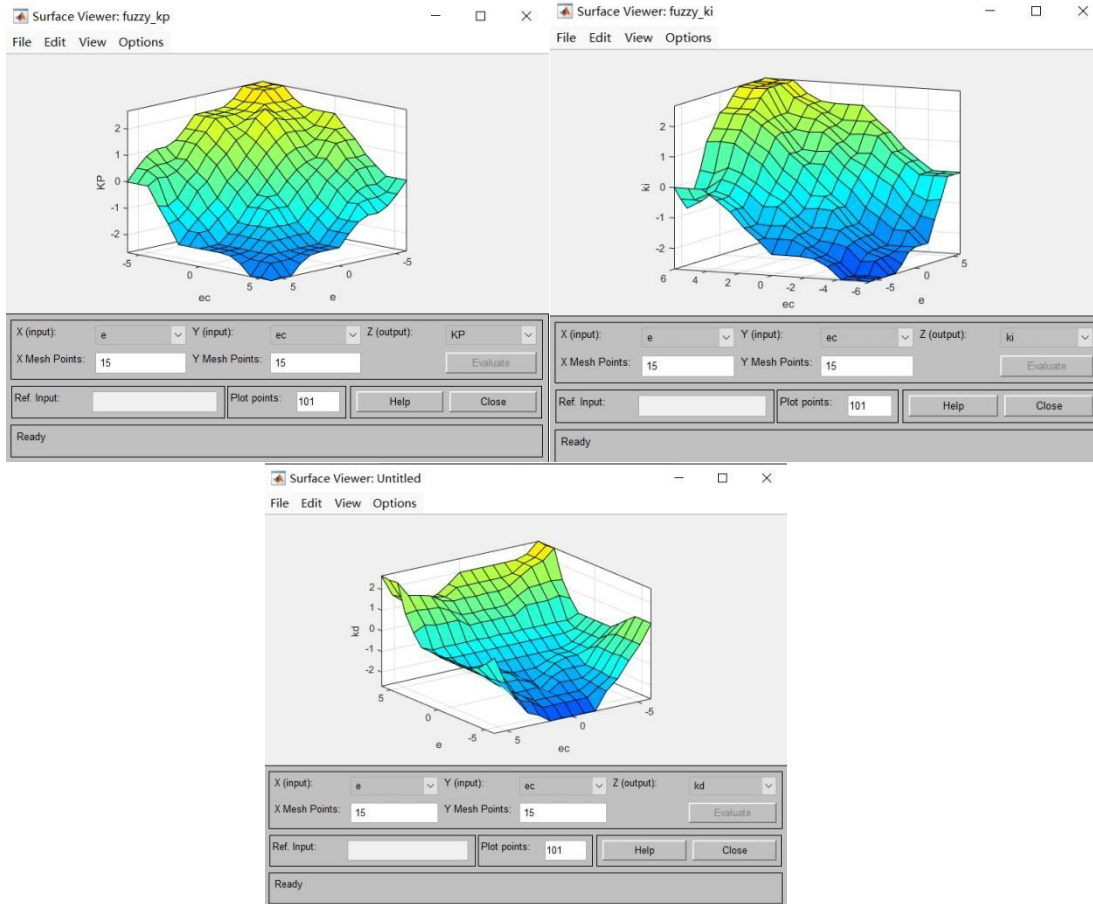 Surface Viewer: fuzzy_kp
File Edit View Options
2
1
0
-1
-2
KP
-5
0
5
ec
5
0
-5
e
X (input): e Y (input): ec Z (output): KP
X Mesh Points: 15 Y Mesh Points: 15 Evaluate
Ref. Input: Plot points: 101 Help Close
Ready
Surface Viewer: fuzzy_ki
File Edit View Options
2
1
0
-1
-2
ki
6 4 2 0 -2 -4 -6
ec
-5
0
5
e
X (input): e Y (input): ec Z (output): ki
X Mesh Points: 15 Y Mesh Points: 15 Evaluate
Ref. Input: Plot points: 101 Help Close
Ready
Surface Viewer: Untitled
File Edit View Options
2
1
0
-1
-2
kd
5
0
-5
e
5
0
-5
ec
X (input): e Y (input): ec Z (output): kd
X Mesh Points: 15 Y Mesh Points: 15 Evaluate
Ref. Input: Plot points: 101 Help Close
Ready